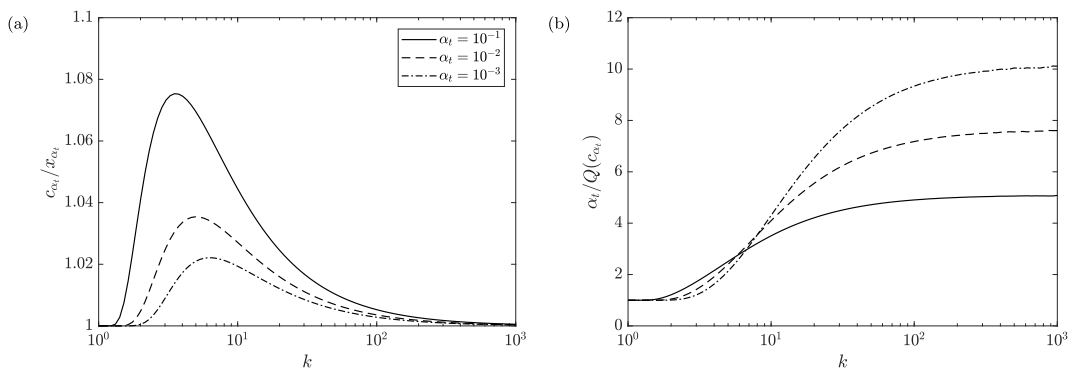 (a)
1.1
1.08
1.06
1.04
1.02
1
c_{α_t}/x_{α_t}
α_t = 10^{-1}
α_t = 10^{-2}
α_t = 10^{-3}
10^0
10^1
10^2
10^3
k
(b)
12
10
8
6
4
2
0
α_t/Q(c_{α_t})
10^0
10^1
10^2
10^3
k